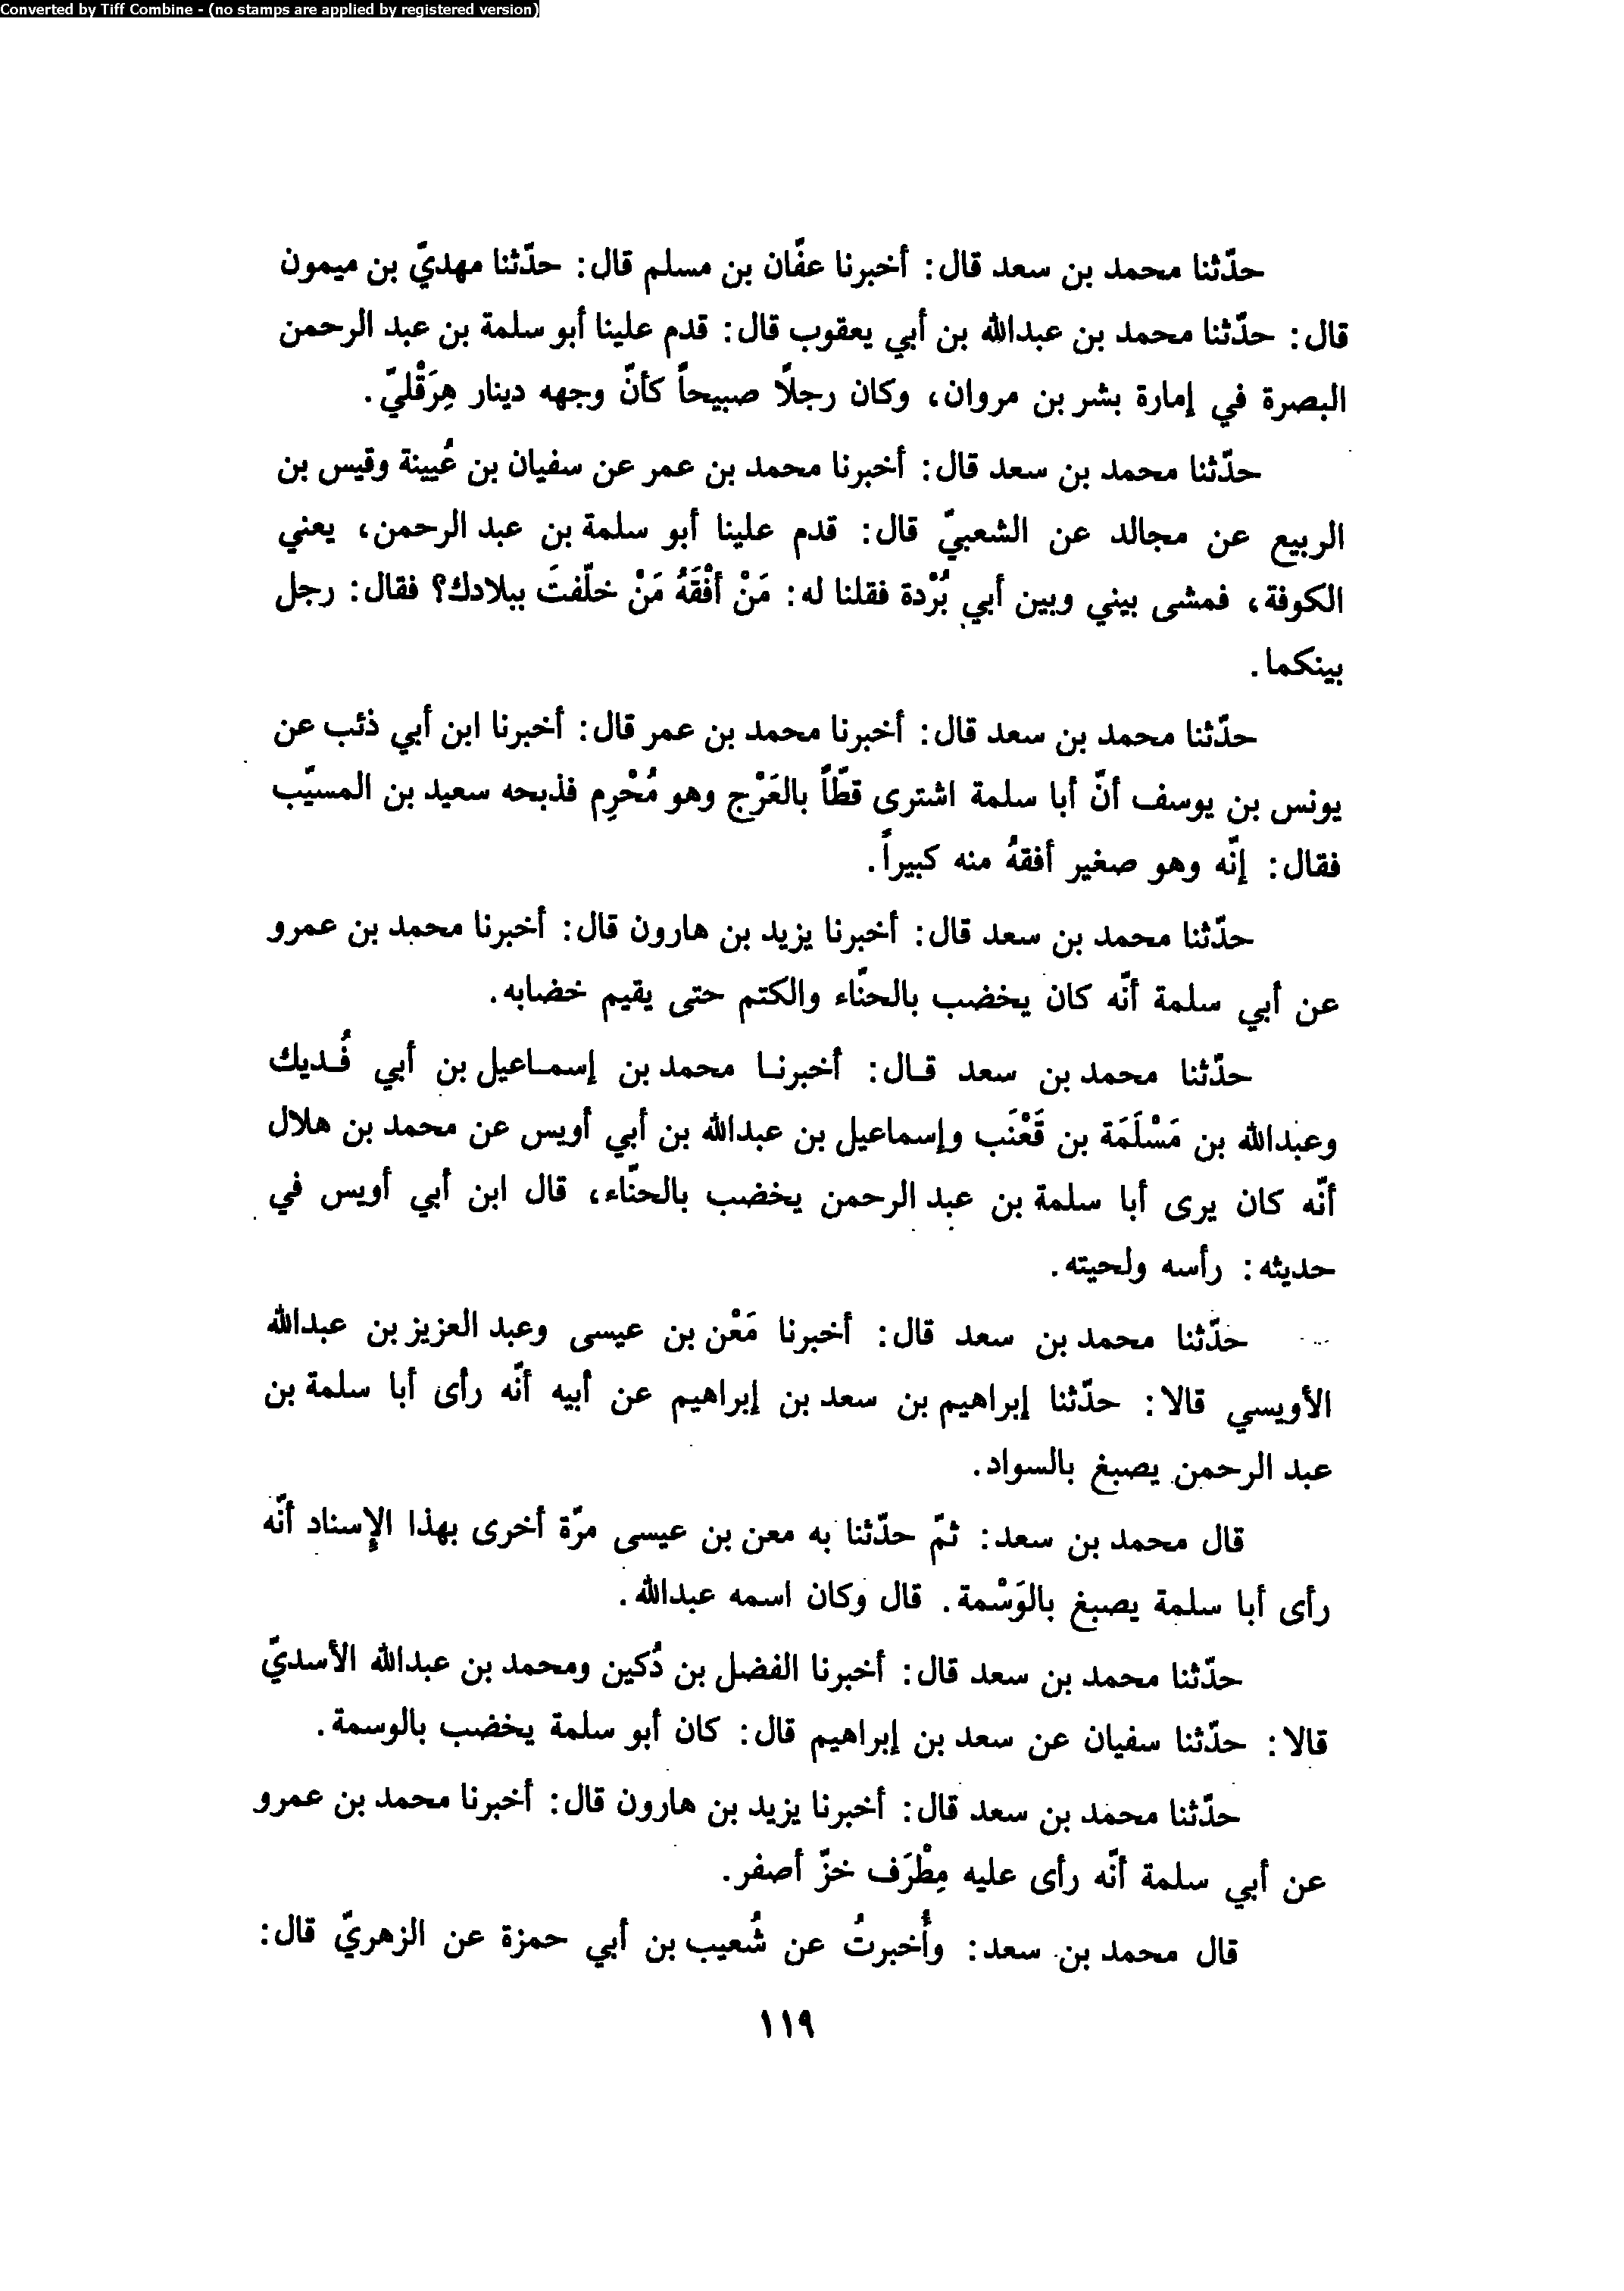 Converted by Tiff Combine - (no stamps are applied by registered version)
حدّثنا محمد بن سعد قال: أخبرنا عفّان بن مسلم قال: حدّثنا مهديّ بن ميمون
قال: حدّثنا محمد بن عبدالله بن أبي يعقوب قال: قدم علينا أبو سلمة بن عبد الرحمن
البصرة في إمارة بشر بن مروان، وكان رجلًا صبيحاً كأنّ وجهه دينار هِرَقْليّ.
حدّثنا محمد بن سعد قال: أخبرنا محمد بن عمر عن سفيان بن عُيينة وقيس بن
الربيع عن مجالد عن الشعبيّ قال: قدم علينا أبو سلمة بن عبد الرحمن، يعني
الكوفة، فمشى بيني وبين أبي بُرْدة فقلنا له: مَنْ أفْقَهُ مَنْ خلّفتَ ببلادك؟ فقال: رجل
بينكما.
حدّثنا محمد بن سعد قال: أخبرنا محمد بن عمر قال: أخبرنا ابن أبي ذئب عن
يونس بن يوسف أنّ أبا سلمة اشترى قطّاً بالعَرْج وهو مُحْرِم فذبحه سعيد بن المسيّب
فقال: إنّه وهو صغير أفقهُ منه كبيراً.
حدّثنا محمد بن سعد قال: أخبرنا يزيد بن هارون قال: أخبرنا محمد بن عمرو
عن أبي سلمة أنّه كان يخضب بالحنّاء والكتم حتى يقيم خضابه.
حدّثنا محمد بن سعد قال: أخبرنا محمد بن إسماعيل بن أبي فُديك
وعبدالله بن مَسْلَمَة بن قَعْنَب وإسماعيل بن عبدالله بن أبي أويس عن محمد بن هلال
أنّه كان يرى أبا سلمة بن عبد الرحمن يخضب بالحنّاء، قال ابن أبي أويس في
حديثه: رأسه ولحيته.
حدّثنا محمد بن سعد قال: أخبرنا مَعْن بن عيسى وعبد العزيز بن عبدالله
الأويسي قالا: حدّثنا إبراهيم بن سعد بن إبراهيم عن أبيه أنّه رأى أبا سلمة بن
عبد الرحمن يصبغ بالسواد.
قال محمد بن سعد: ثمّ حدّثنا به معن بن عيسى مرّة أخرى بهذا الإسناد أنّه
رأى أبا سلمة يصبغ بالوَسْمة. قال وكان اسمه عبدالله.
حدّثنا محمد بن سعد قال: أخبرنا الفضل بن دُكين ومحمد بن عبدالله الأسديّ
قالا: حدّثنا سفيان عن سعد بن إبراهيم قال: كان أبو سلمة يخضب بالوسمة.
حدّثنا محمد بن سعد قال: أخبرنا يزيد بن هارون قال: أخبرنا محمد بن عمرو
عن أبي سلمة أنّه رأى عليه مِطْرَف خزّ أصفر.
قال محمد بن سعد: وأُخبرتُ عن شُعيب بن أبي حمزة عن الزهريّ قال:
١١٩